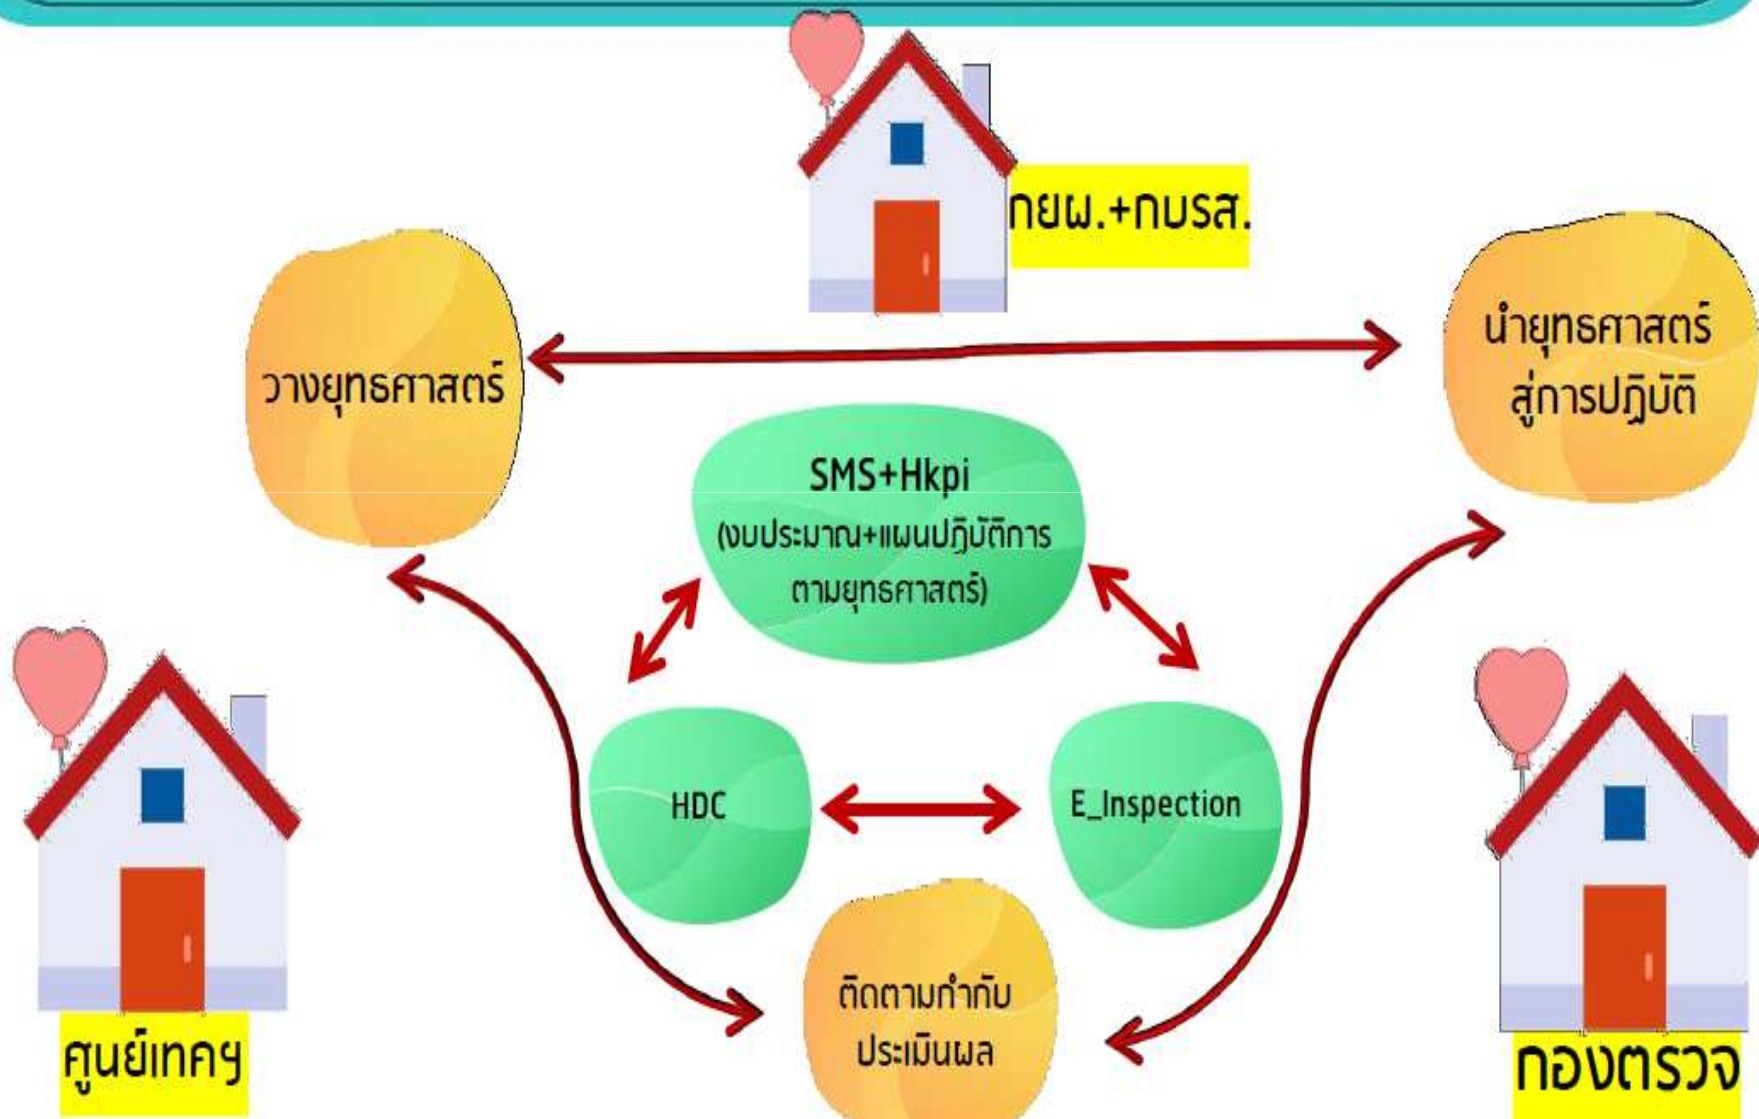 กยผ.+กบรส.
วางยุทธศาสตร์
นำยุทธศาสตร์
สู่การปฏิบัติ
SMS+Hkpi
(งบประมาณ+แผนปฏิบัติการ
ตามยุทธศาสตร์)
HDC
E_Inspection
ติดตามกำกับ
ประเมินผล
ศูนย์เทคฯ
กองตรวจ